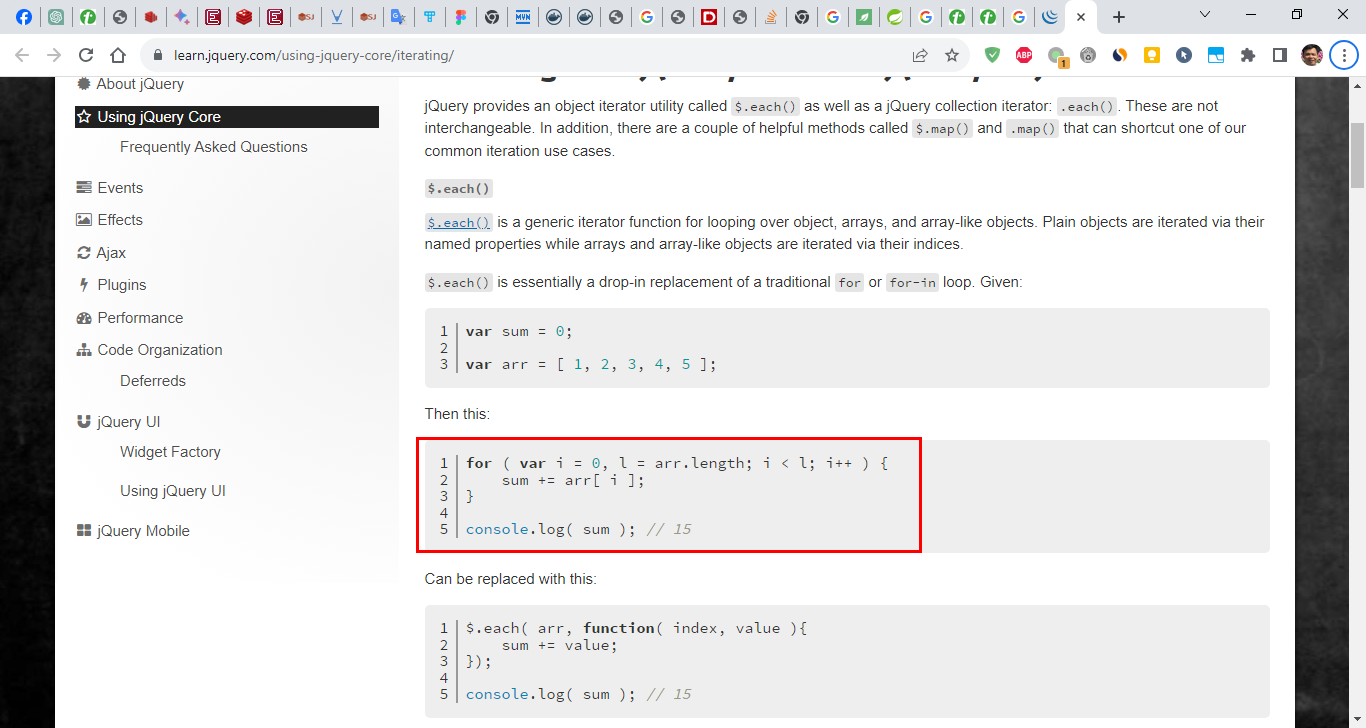 SJ
SJ
MVN
learn.jquery.com/using-jquery-core/iterating/
ABP
1
About jQuery
Using jQuery Core
Frequently Asked Questions
Events
Effects
Ajax
Plugins
Performance
Code Organization
Deferreds
jQuery UI
Widget Factory
Using jQuery UI
jQuery Mobile
jQuery provides an object iterator utility called $.each() as well as a jQuery collection iterator: .each(). These are not
interchangeable. In addition, there are a couple of helpful methods called $.map() and .map() that can shortcut one of our
common iteration use cases.
$.each()
$.each() is a generic iterator function for looping over object, arrays, and array-like objects. Plain objects are iterated via their
named properties while arrays and array-like objects are iterated via their indices.
$.each() is essentially a drop-in replacement of a traditional for or for-in loop. Given:
1 var sum = 0;
2
3 var arr = [ 1, 2, 3, 4, 5 ];
Then this:
1 for ( var i = 0, l = arr.length; i < l; i++ ) {
2 sum += arr[ i ];
3 }
4
5 console.log( sum ); // 15
Can be replaced with this:
1 $.each( arr, function( index, value ){
2 sum += value;
3 });
4
5 console.log( sum ); // 15